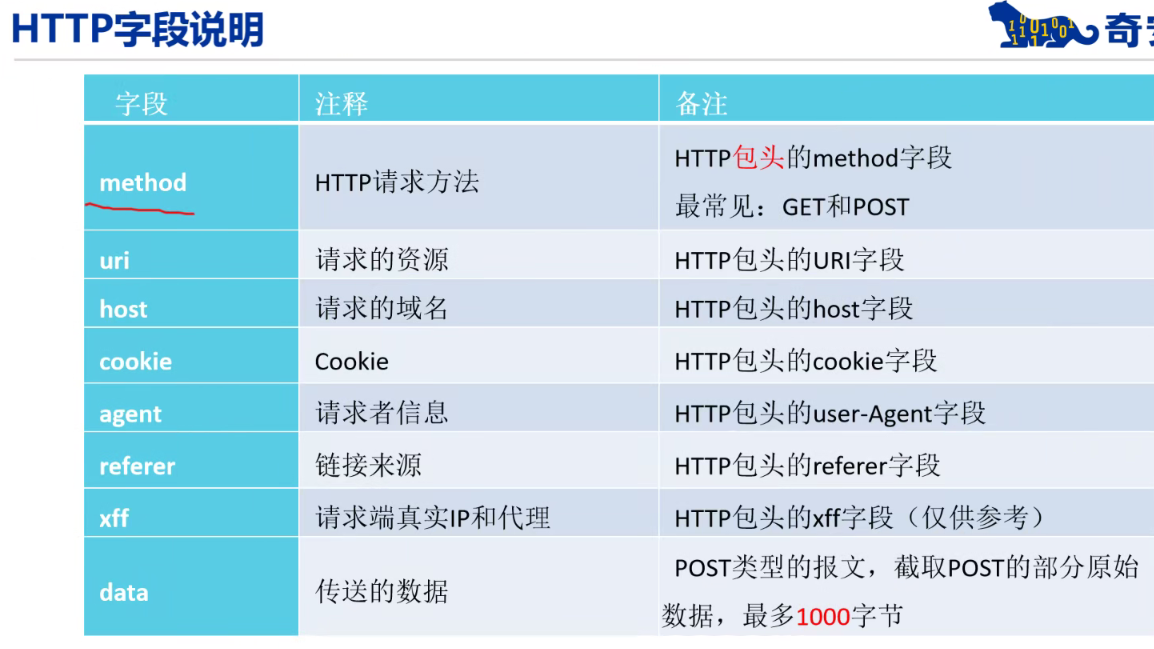 HTTP字段说明
奇安
字段 注释 备注
method HTTP请求方法 HTTP包头的method字段
最常见：GET和POST
uri 请求的资源 HTTP包头的URI字段
host 请求的域名 HTTP包头的host字段
cookie Cookie HTTP包头的cookie字段
agent 请求者信息 HTTP包头的user-Agent字段
referer 链接来源 HTTP包头的referer字段
xff 请求端真实IP和代理 HTTP包头的xff字段（仅供参考）
data 传送的数据 POST类型的报文，截取POST的部分原始
数据，最多1000字节